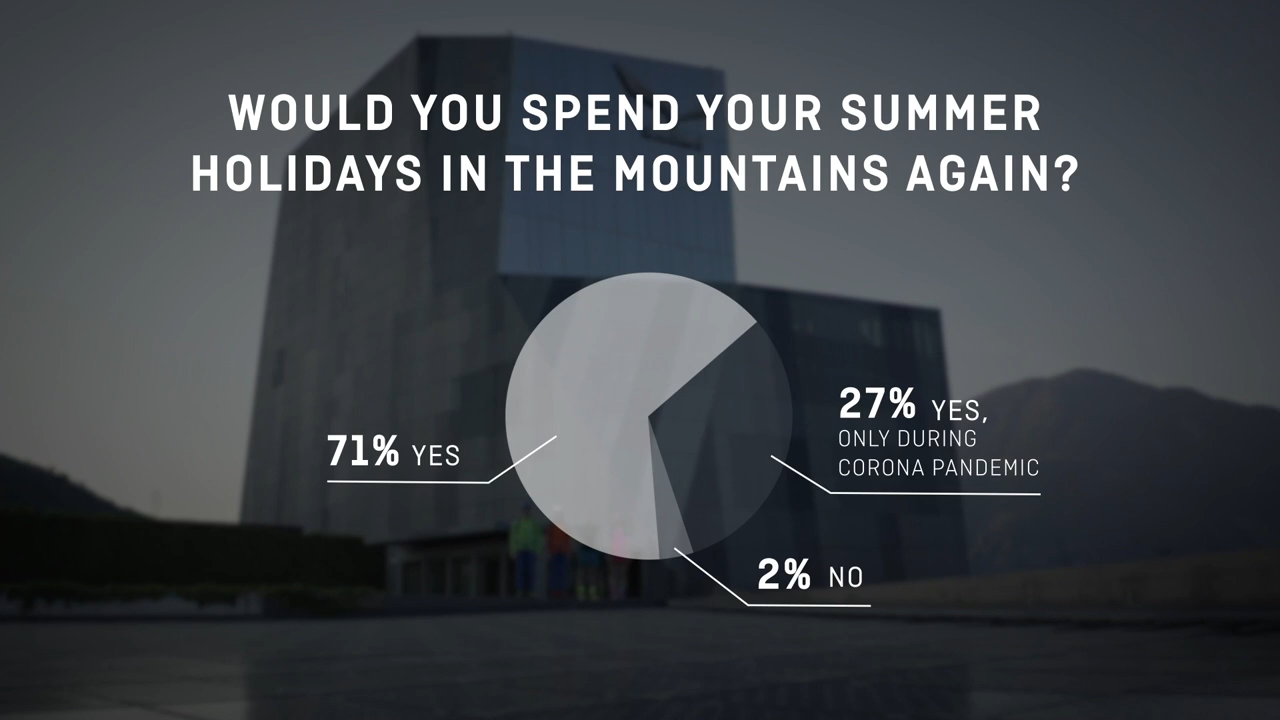 WOULD YOU SPEND YOUR SUMMER
HOLIDAYS IN THE MOUNTAINS AGAIN?
71% YES
27% YES,
ONLY DURING
CORONA PANDEMIC
2% NO